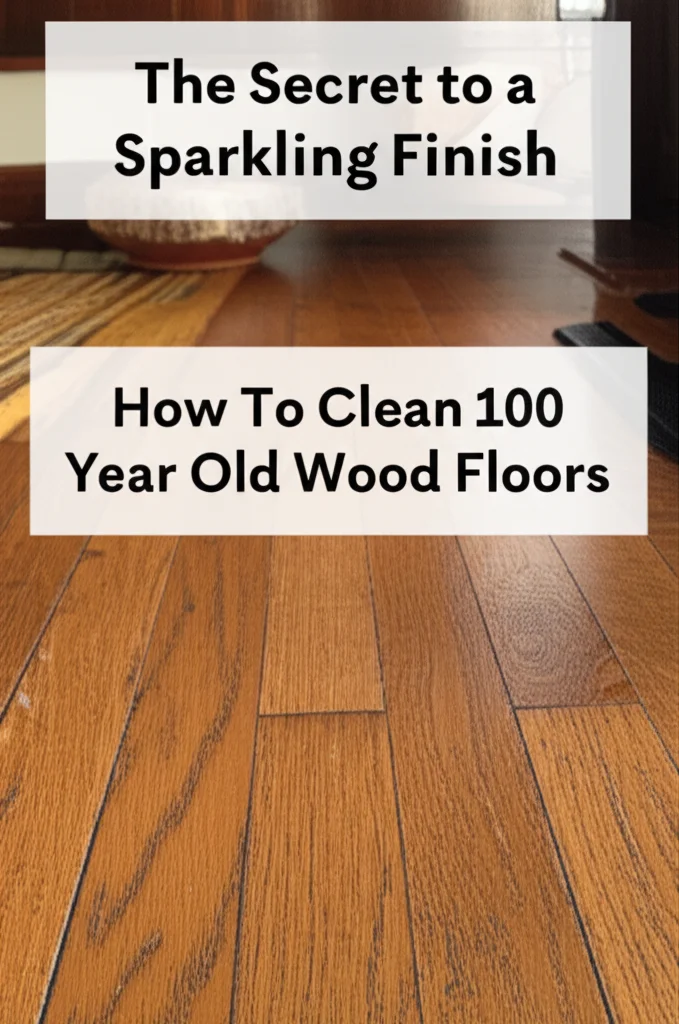 The Secret to a
Sparkling Finish
How To Clean 100
Year Old Wood Floors